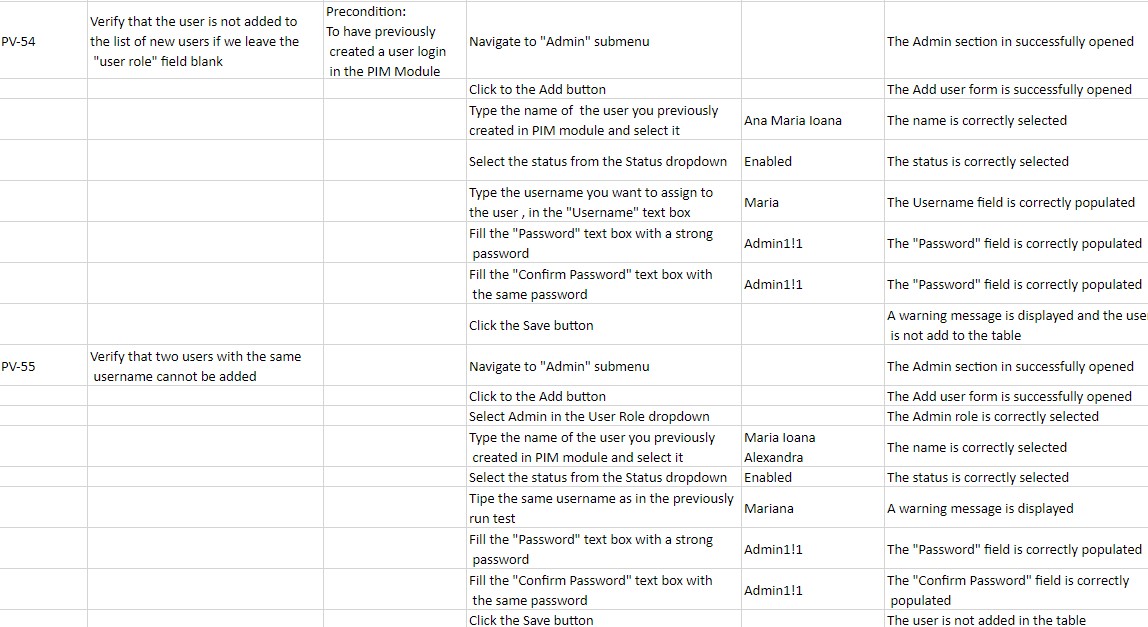 PV-54
Verify that the user is not added to
the list of new users if we leave the
"user role" field blank
Precondition:
To have previously
created a user login
in the PIM Module
Navigate to "Admin" submenu
The Admin section in successfully opened
Click to the Add button
The Add user form is successfully opened
Type the name of the user you previously
created in PIM module and select it
Ana Maria Ioana
The name is correctly selected
Select the status from the Status dropdown
Enabled
The status is correctly selected
Type the username you want to assign to
the user , in the "Username" text box
Maria
The Username field is correctly populated
Fill the "Password" text box with a strong
password
Admin1!1
The "Password" field is correctly populated
Fill the "Confirm Password" text box with
the same password
Admin1!1
The "Password" field is correctly populated
Click the Save button
A warning message is displayed and the use
is not add to the table
PV-55
Verify that two users with the same
username cannot be added
Navigate to "Admin" submenu
The Admin section in successfully opened
Click to the Add button
The Add user form is successfully opened
Select Admin in the User Role dropdown
The Admin role is correctly selected
Type the name of the user you previously
created in PIM module and select it
Maria Ioana
Alexandra
The name is correctly selected
Select the status from the Status dropdown
Enabled
The status is correctly selected
Tipe the same username as in the previously
run test
Mariana
A warning message is displayed
Fill the "Password" text box with a strong
password
Admin1!1
The "Password" field is correctly populated
Fill the "Confirm Password" text box with
the same password
Admin1!1
The "Confirm Password" field is correctly
populated
Click the Save button
The user is not added in the table